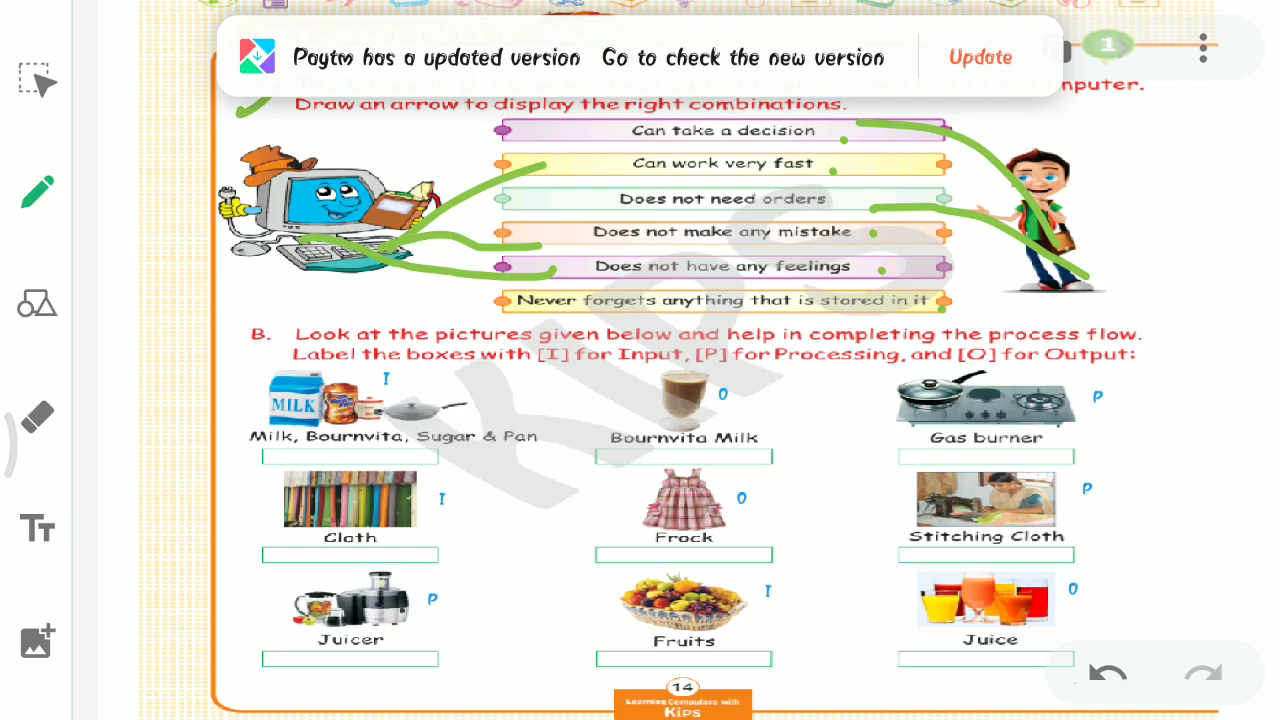 Paytm has a updated version Go to check the new version Update
1
mputer.
Draw an arrow to display the right combinations.
Can take a decision
Can work very fast
Does not need orders
Does not make any mistake
Does not have any feelings
Never forgets anything that is stored in it
B. Look at the pictures given below and help in completing the process flow.
Label the boxes with [I] for Input, [P] for Processing, and [O] for Output:
MILK I O P
Milk, Bournvita, Sugar & Pan Bournvita Milk Gas burner
I O P
Cloth Frock Stitching Cloth
P I O
Juicer Fruits Juice
14
Learning Computers with
Kips
KIPS
TT